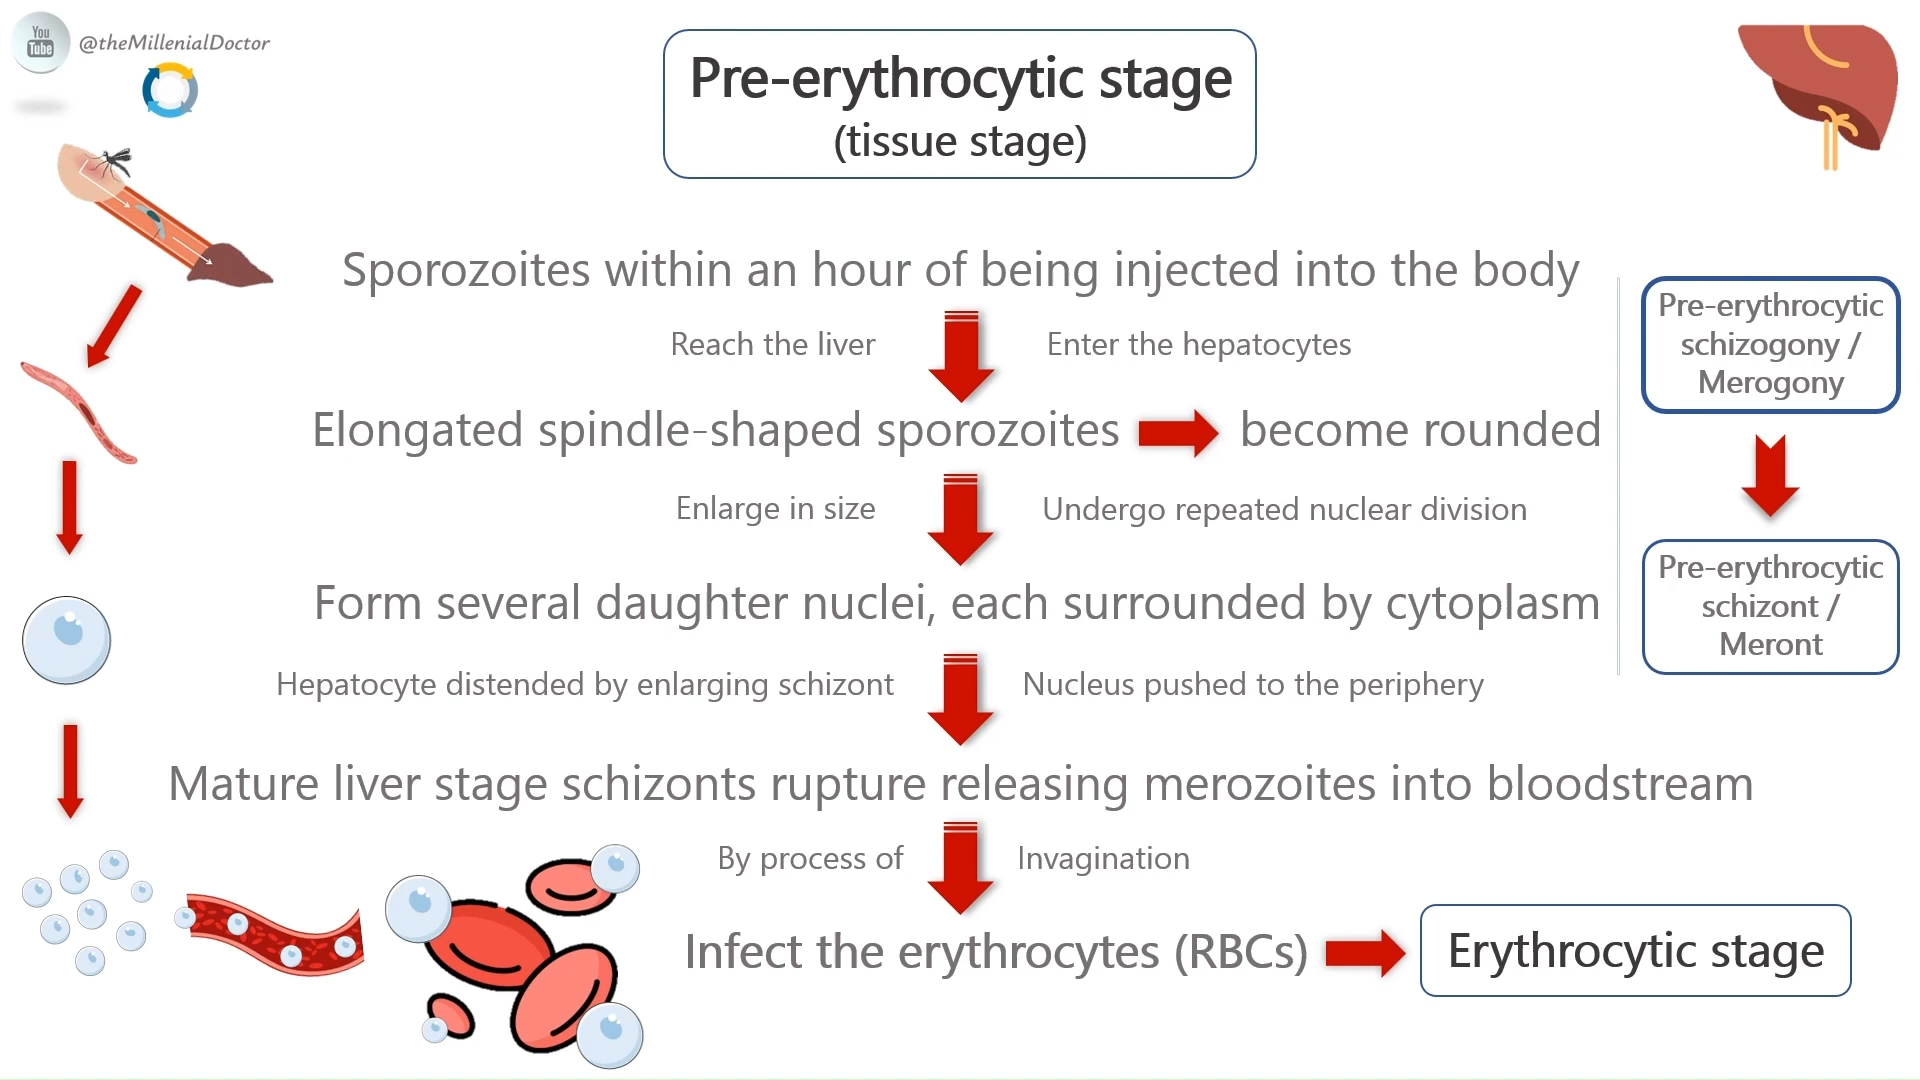 You
Tube
@theMillenialDoctor
Pre-erythrocytic stage
(tissue stage)
Sporozoites within an hour of being injected into the body
Reach the liver
Enter the hepatocytes
Elongated spindle-shaped sporozoites
become rounded
Enlarge in size
Undergo repeated nuclear division
Form several daughter nuclei, each surrounded by cytoplasm
Hepatocyte distended by enlarging schizont
Nucleus pushed to the periphery
Mature liver stage schizonts rupture releasing merozoites into bloodstream
By process of
Invagination
Infect the erythrocytes (RBCs)
Erythrocytic stage
Pre-erythrocytic
schizogony /
Merogony
Pre-erythrocytic
schizont /
Meront